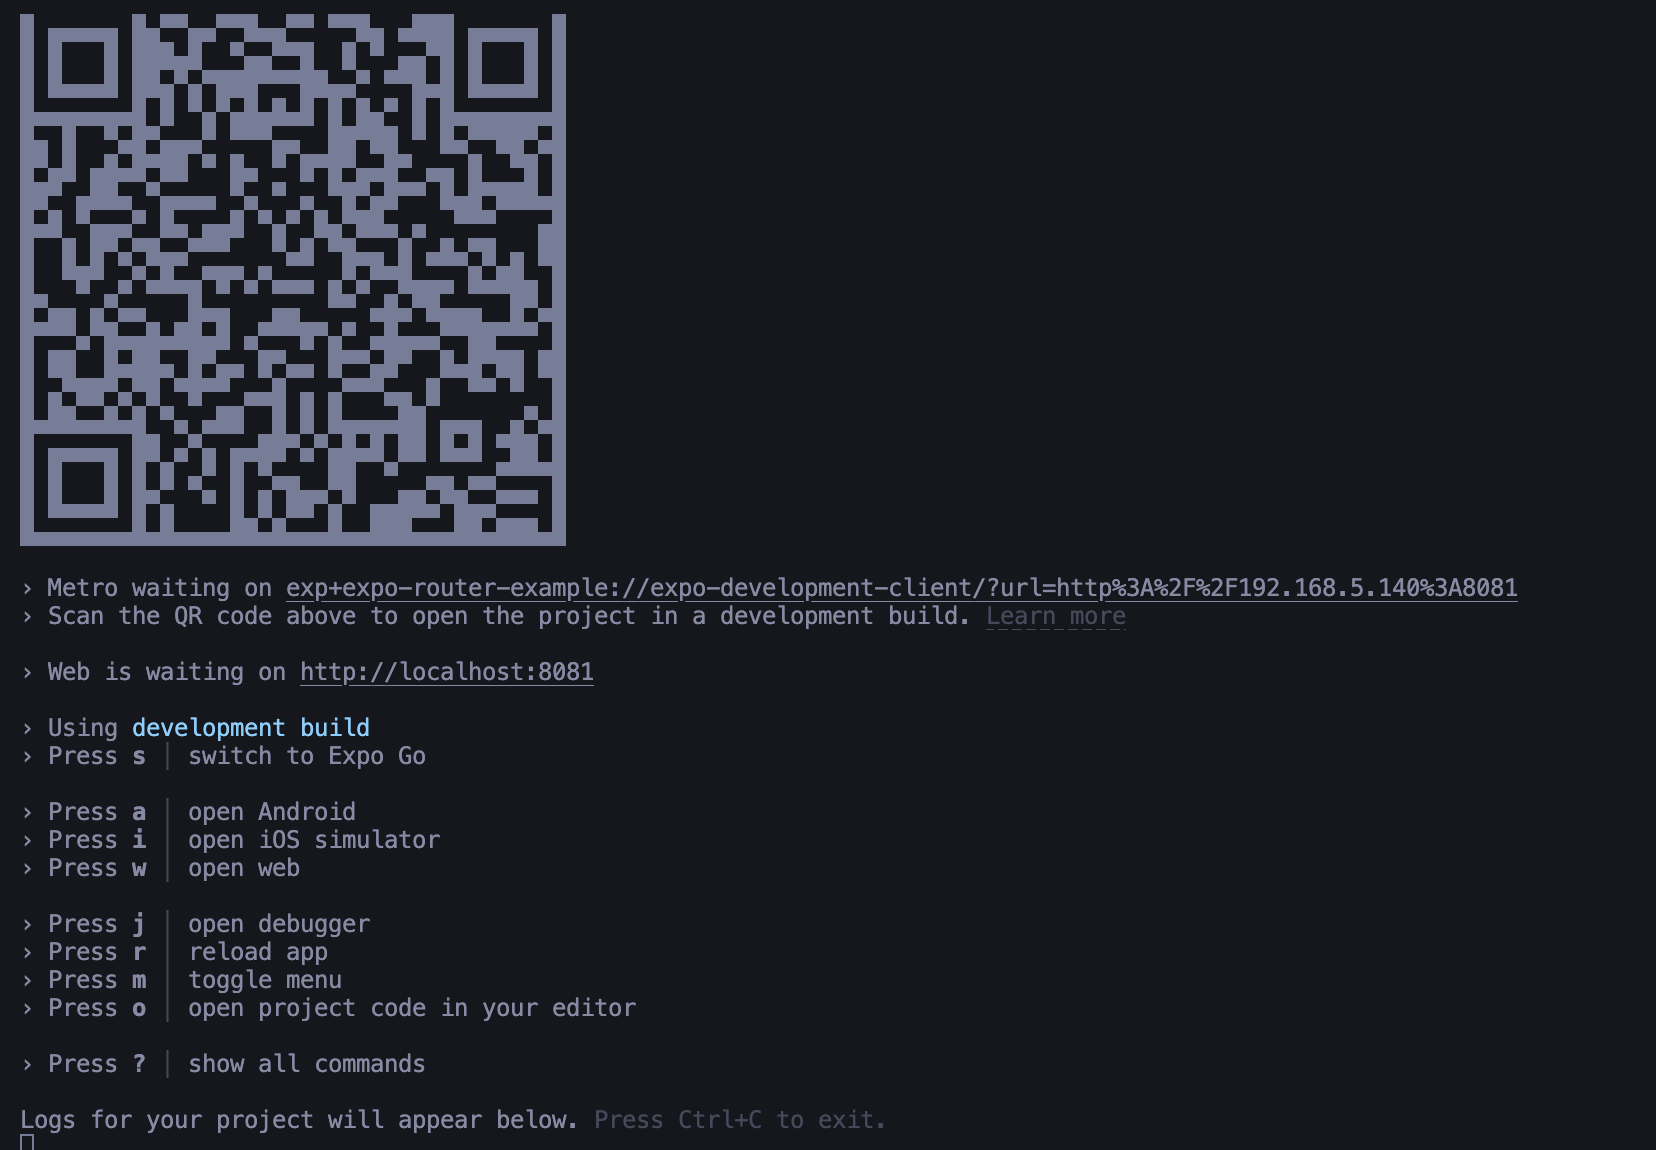 › Metro waiting on exp+expo-router-example://expo-development-client/?url=http%3A%2F%2F192.168.5.140%3A8081
› Scan the QR code above to open the project in a development build. Learn more
› Web is waiting on http://localhost:8081
› Using development build
› Press s │ switch to Expo Go
› Press a │ open Android
› Press i │ open iOS simulator
› Press w │ open web
› Press j │ open debugger
› Press r │ reload app
› Press m │ toggle menu
› Press o │ open project code in your editor
› Press ? │ show all commands
Logs for your project will appear below. Press Ctrl+C to exit.